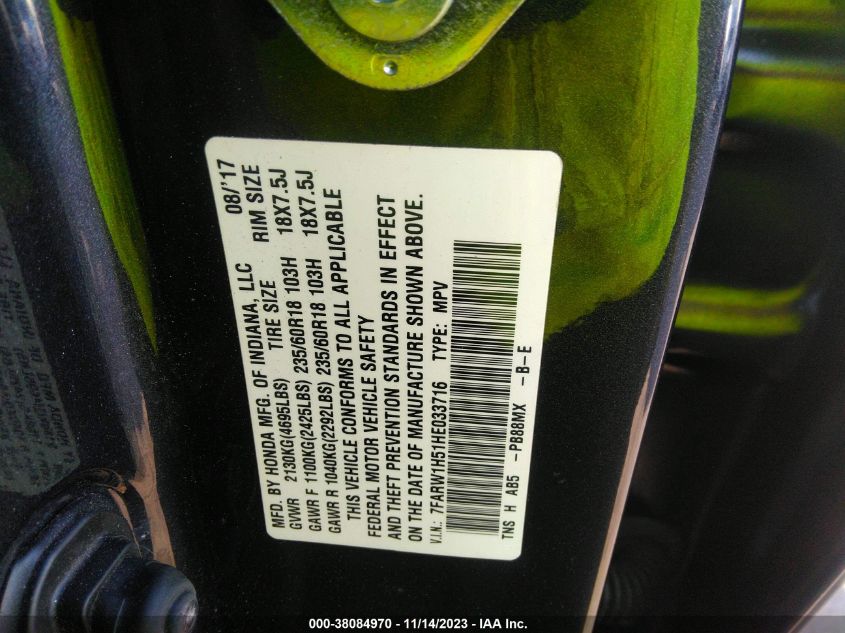 MFD. BY HONDA MFG. OF INDIANA, LLC 08/'17
GVWR 2130KG(4695LBS) TIRE SIZE RIM SIZE
GAWR F 1100KG(2425LBS) 235/60R18 103H 18X7.5J
GAWR R 1040KG(2292LBS) 235/60R18 103H 18X7.5J
THIS VEHICLE CONFORMS TO ALL APPLICABLE
FEDERAL MOTOR VEHICLE SAFETY
AND THEFT PREVENTION STANDARDS IN EFFECT
ON THE DATE OF MANUFACTURE SHOWN ABOVE.
V.I.N.: 7FARW1H51HE033716 TYPE: MPV
TNS H AB5 -PB88MX -B-E
000-38084970 - 11/14/2023 - IAA Inc.